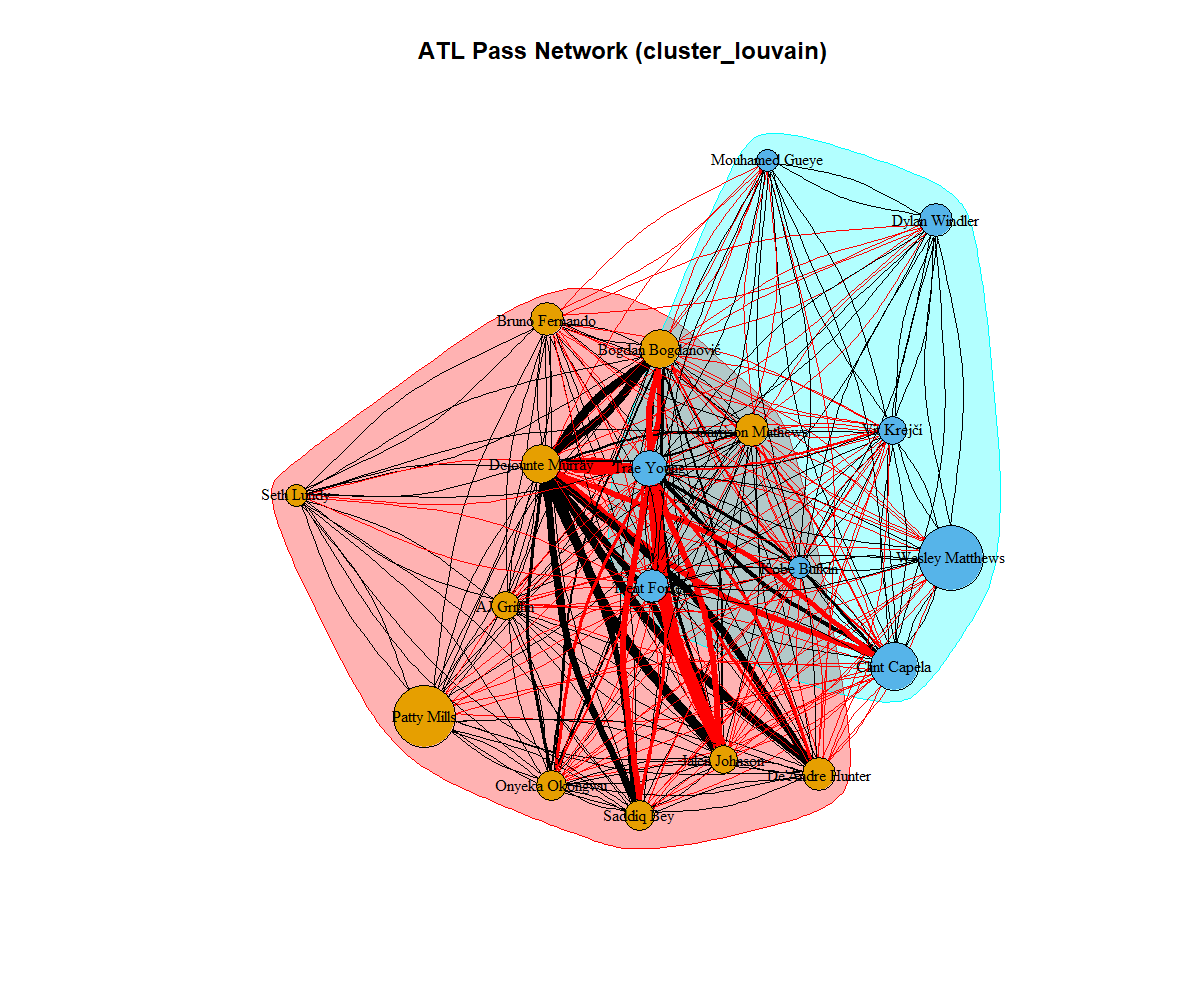 ATL Pass Network (cluster_louvain)
Mouhamed Gueye
Dylan Windler
Bruno Fernando
Bogdan Bogdanović
Garrison Mathews
Vít Krejčí
Dejounte Murray
Trae Young
Seth Lundy
Wesley Matthews
Kobe Bufkin
Trent Forrest
AJ Griffin
Clint Capela
Patty Mills
Jalen Johnson
De'Andre Hunter
Onyeka Okongwu
Saddiq Bey